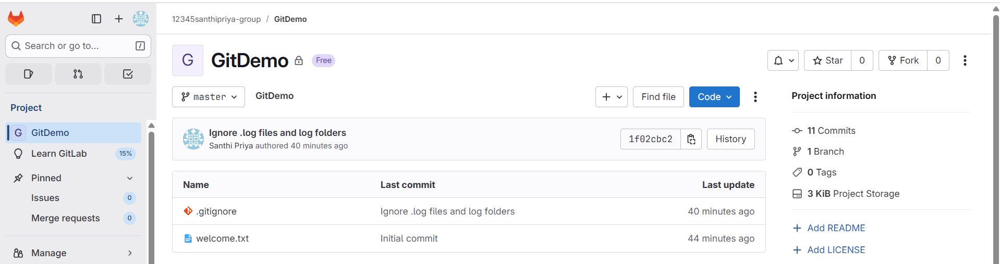 12345santhipriya-group / GitDemo
Search or go to... /
G GitDemo Free
Star 0 Fork 0
master GitDemo
Find file Code
Project information
Project
G GitDemo
Learn GitLab 15%
Pinned
Issues 0
Merge requests 0
Manage
Ignore .log files and log folders
Santhi Priya authored 40 minutes ago
1f02cbc2 History
Name Last commit Last update
.gitignore Ignore .log files and log folders 40 minutes ago
welcome.txt Initial commit 44 minutes ago
11 Commits
1 Branch
0 Tags
3 KiB Project Storage
Add README
Add LICENSE